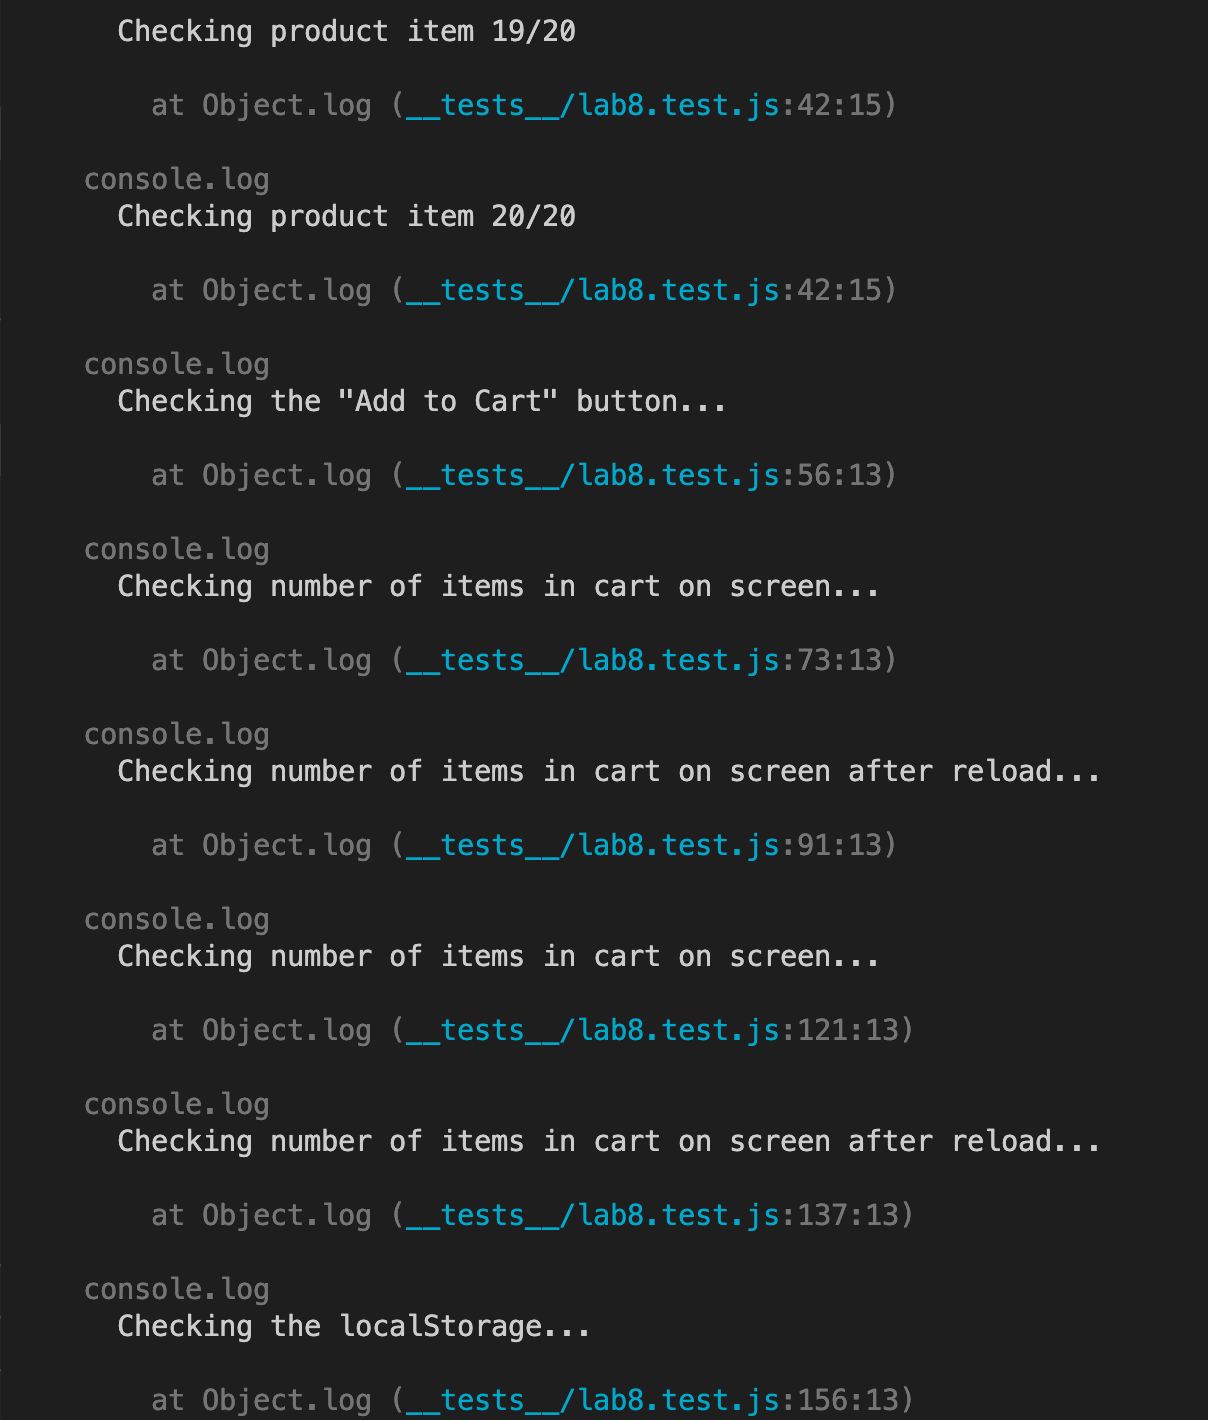 Checking product item 19/20
at Object.log (__tests__/lab8.test.js:42:15)
console.log
Checking product item 20/20
at Object.log (__tests__/lab8.test.js:42:15)
console.log
Checking the "Add to Cart" button...
at Object.log (__tests__/lab8.test.js:56:13)
console.log
Checking number of items in cart on screen...
at Object.log (__tests__/lab8.test.js:73:13)
console.log
Checking number of items in cart on screen after reload...
at Object.log (__tests__/lab8.test.js:91:13)
console.log
Checking number of items in cart on screen...
at Object.log (__tests__/lab8.test.js:121:13)
console.log
Checking number of items in cart on screen after reload...
at Object.log (__tests__/lab8.test.js:137:13)
console.log
Checking the localStorage...
at Object.log (__tests__/lab8.test.js:156:13)